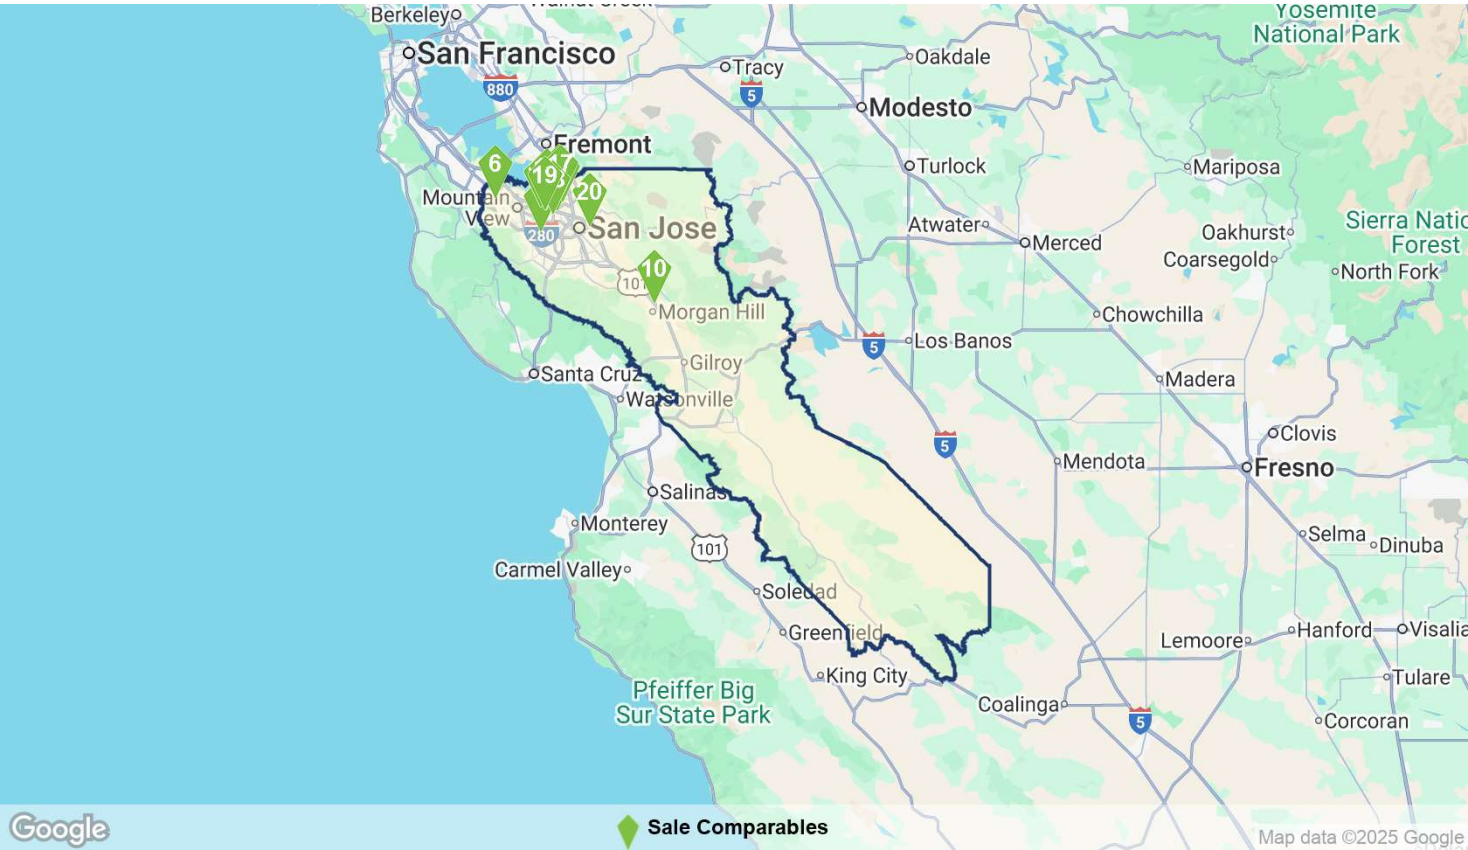 Yosemite
National Park
Berkeley
San Francisco
Oakdale
Tracy
880
5
Modesto
Fremont
6
17
19
Turlock
Mariposa
Mountain
View
20
San Jose
280
Atwater
Merced
Oakhurst
Sierra Natio
Forest
Coarsegold
North Fork
10
101
Morgan Hill
Chowchilla
5
Los Banos
Gilroy
Santa Cruz
Watsonville
Madera
5
Clovis
Mendota
Fresno
Salinas
Monterey
101
Selma
Dinuba
Carmel Valley
Soledad
Greenfield
Hanford
Visalia
Lemoore
King City
Tulare
Pfeiffer Big
Sur State Park
Coalinga
5
Corcoran
Google
Sale Comparables
Map data ©2025 Google